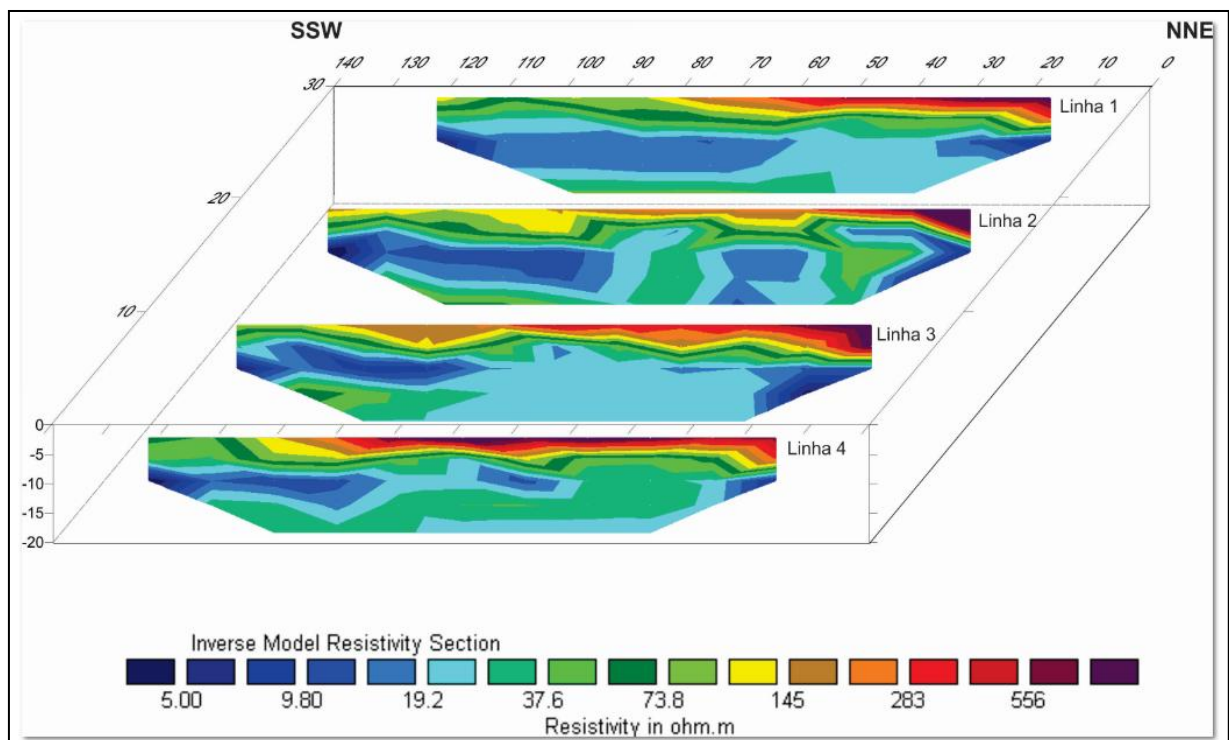 SSW NNE
140 130 120 110 100 90 80 70 60 50 40 30 20 10 0
30
Linha 1
20
Linha 2
10
Linha 3
0
Linha 4
-5
-10
-15
-20
Inverse Model Resistivity Section
5.00 9.80 19.2 37.6 73.8 145 283 556
Resistivity in ohm.m